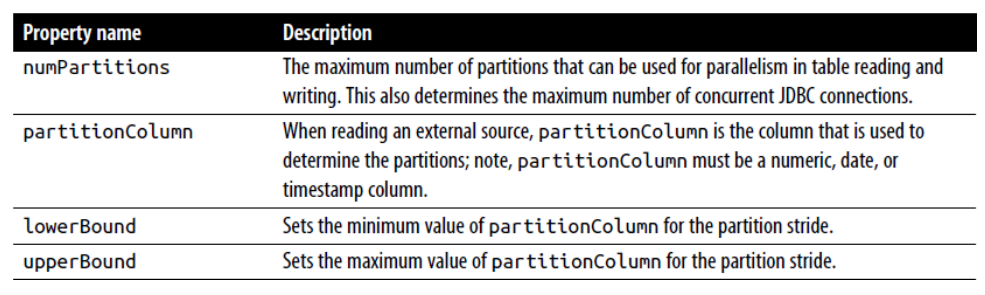 Property name Description
numPartitions The maximum number of partitions that can be used for parallelism in table reading and
writing. This also determines the maximum number of concurrent JDBC connections.
partitionColumn When reading an external source, partitionColumn is the column that is used to
determine the partitions; note, partitionColumn must be a numeric, date, or
timestamp column.
lowerBound Sets the minimum value of partitionColumn for the partition stride.
upperBound Sets the maximum value of partitionColumn for the partition stride.